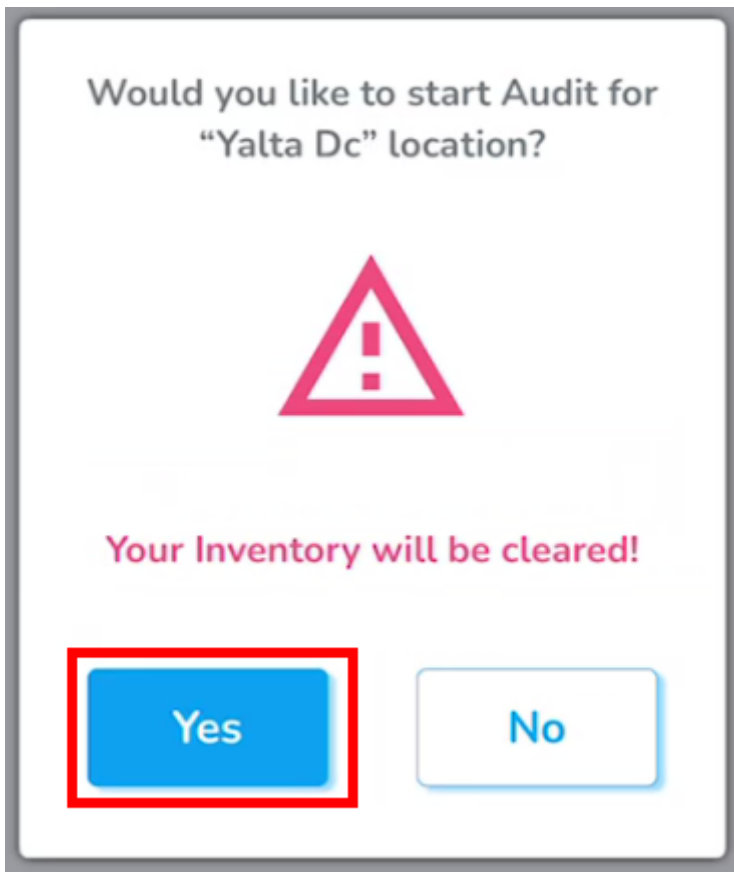 Would you like to start Audit for
“Yalta Dc” location?
Your Inventory will be cleared!
Yes
No